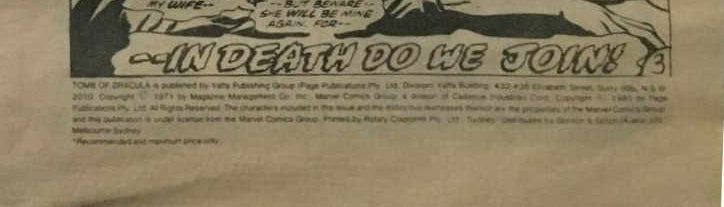 MY WIFE--
--BUT BEWARE--
SHE WILL BE MINE
AGAIN. FOR--
--IN DEATH DO WE JOIN!
3
TOMB OF DRACULA is published by Yaffa Publishing Group (Page Publications Pty. Ltd. Division) Yaffa Building, 432-436 Elizabeth Street, Surry Hills, N.S.W.
2010. Copyright © 1971 by Magazine Management Co. Inc. Marvel Comics Group, a division of Cadence Industries Corp. Copyright © by Page
Publications Pty. Ltd. All Rights Reserved. The characters included in this issue and the distinctive likenesses thereof are the properties of the Marvel Comics Group
and this publication is under license from the Marvel Comics Group. Printed by Rotary Pty. Ltd. Sydney. Distributed by Gordon & Gotch
Melbourne-Sydney.
*Recommended and maximum price only.